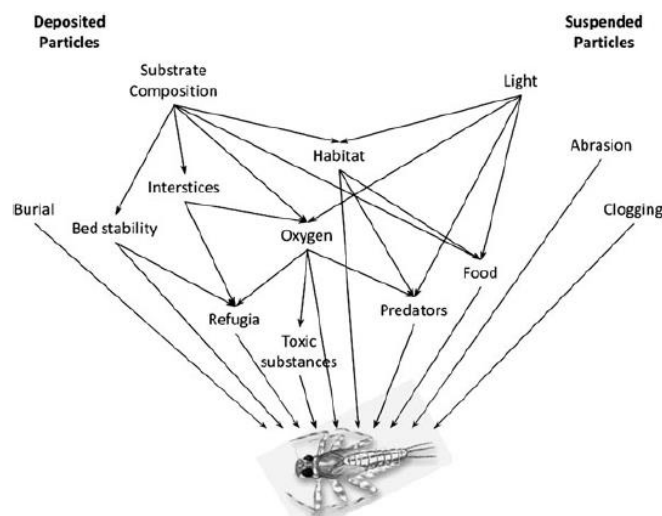 Deposited
Particles
Suspended
Particles
Substrate
Composition
Light
Habitat
Abrasion
Interstices
Burial
Bed stability
Oxygen
Clogging
Food
Refugia
Predators
Toxic
substances